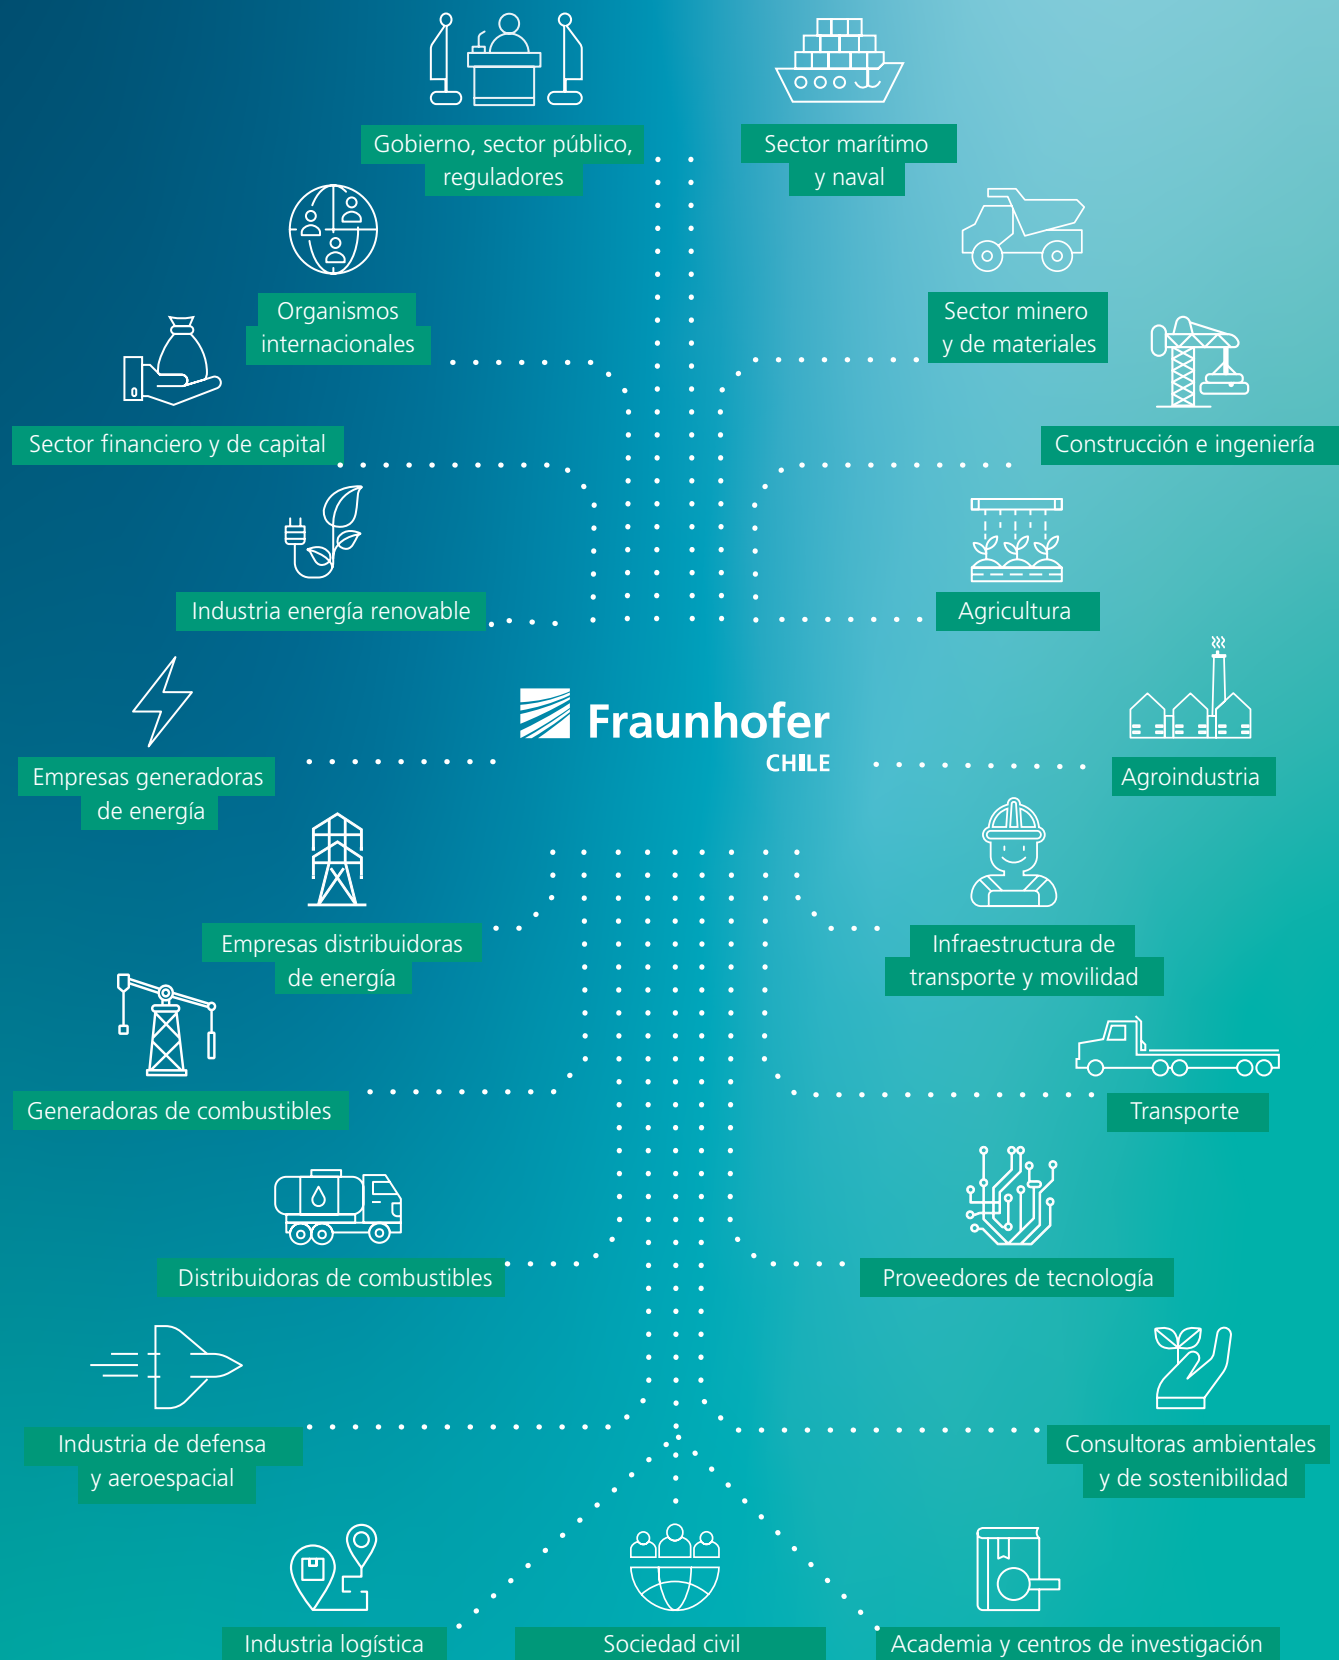 Gobierno, sector público,
reguladores
Sector marítimo
y naval
Organismos
internacionales
Sector minero
y de materiales
Sector financiero y de capital
Construcción e ingeniería
Industria energía renovable
Agricultura
Fraunhofer
CHILE
Empresas generadoras
de energía
Agroindustria
Empresas distribuidoras
de energía
Infraestructura de
transporte y movilidad
Generadoras de combustibles
Transporte
Distribuidoras de combustibles
Proveedores de tecnología
Industria de defensa
y aeroespacial
Consultoras ambientales
y de sostenibilidad
Industria logística
Sociedad civil
Academia y centros de investigación